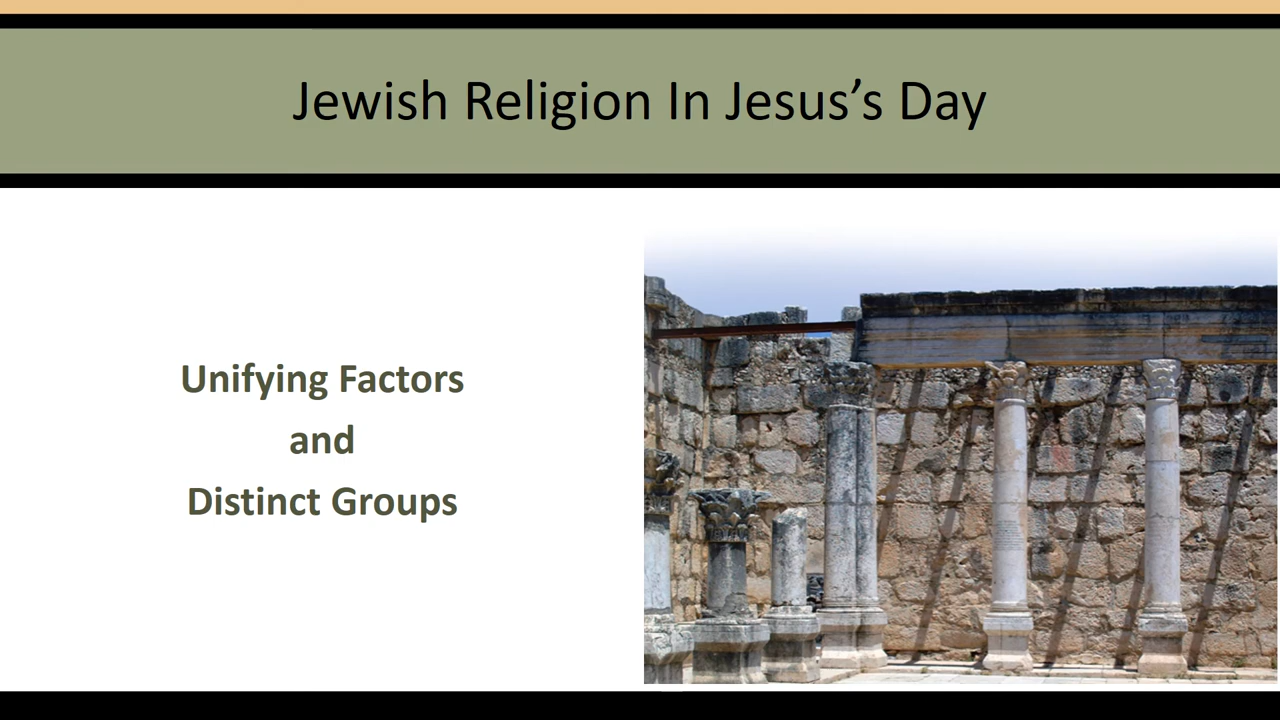 Jewish Religion In Jesus’s Day
Unifying Factors
and
Distinct Groups